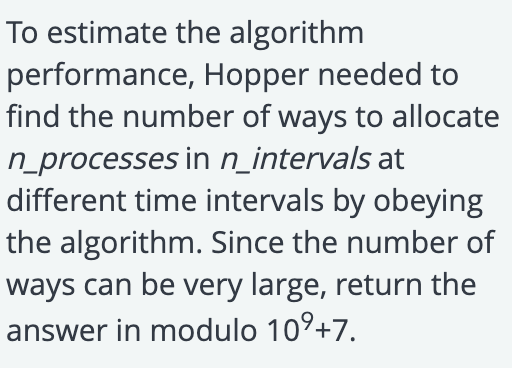 To estimate the algorithm
performance, Hopper needed to
find the number of ways to allocate
n_processes in n_intervals at
different time intervals by obeying
the algorithm. Since the number of
ways can be very large, return the
answer in modulo 10⁹+7.